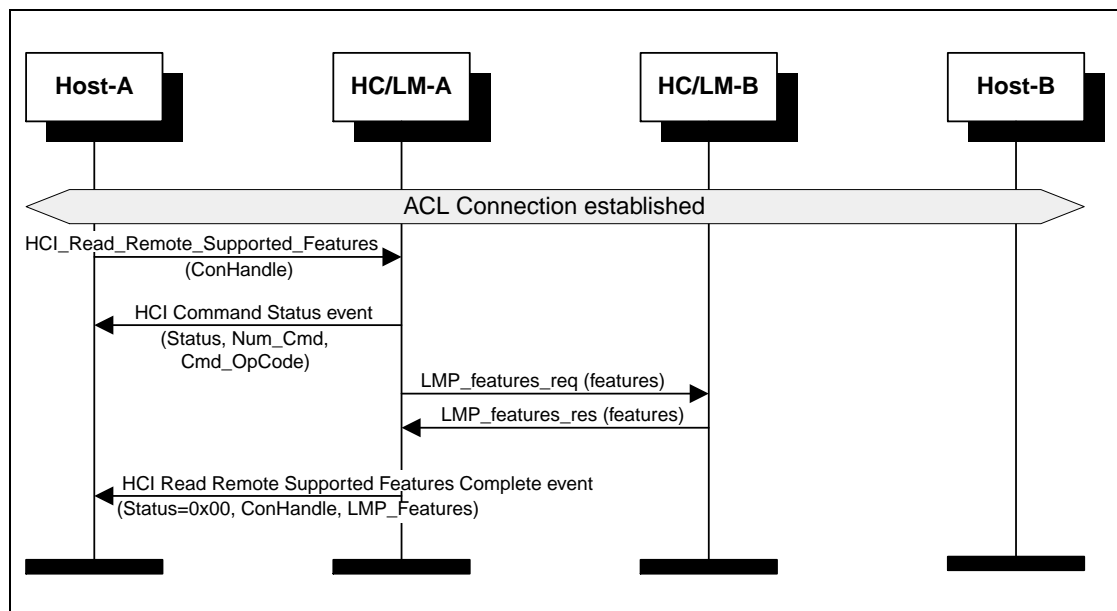 Host-A
HC/LM-A
HC/LM-B
Host-B
ACL Connection established
HCI_Read_Remote_Supported_Features
(ConHandle)
HCI Command Status event
(Status, Num_Cmd,
Cmd_OpCode)
LMP_features_req (features)
LMP_features_res (features)
HCI Read Remote Supported Features Complete event
(Status=0x00, ConHandle, LMP_Features)